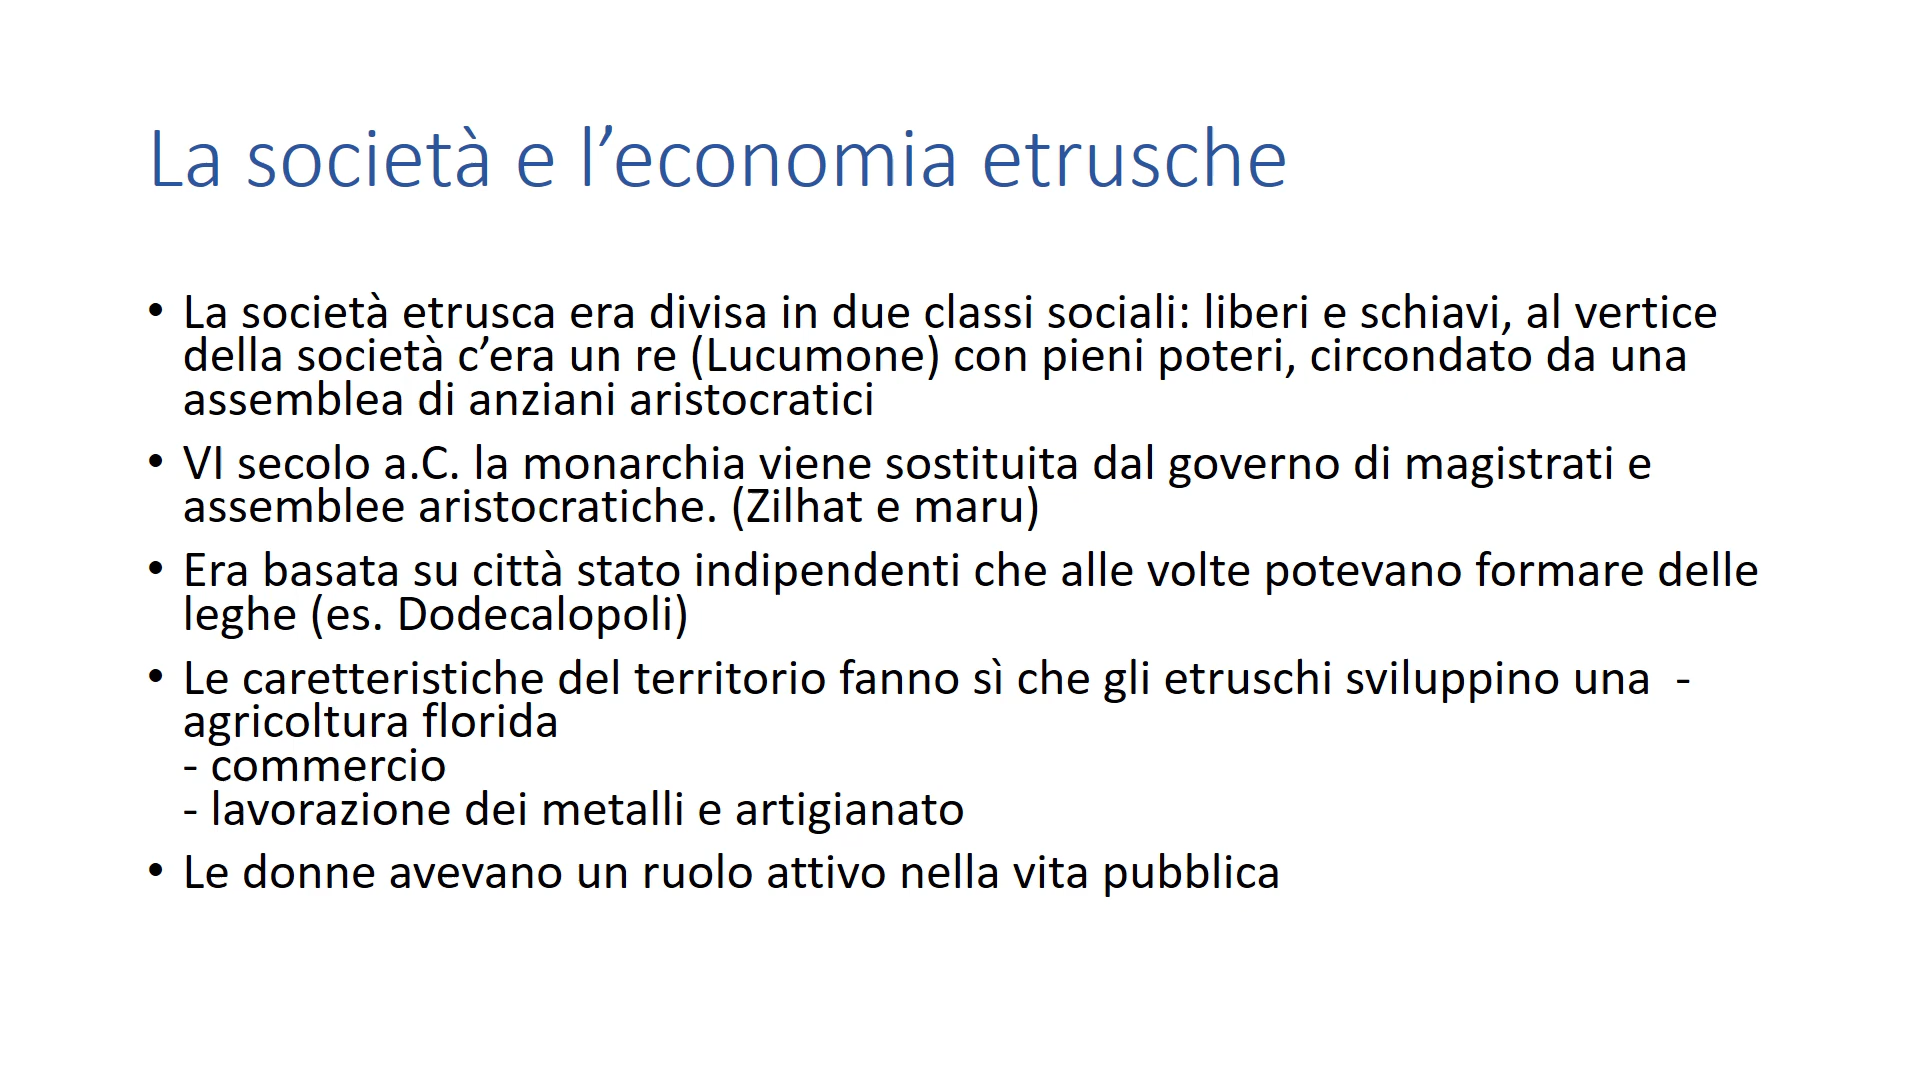 La società e l’economia etrusche
• La società etrusca era divisa in due classi sociali: liberi e schiavi, al vertice
della società c’era un re (Lucumone) con pieni poteri, circondato da una
assemblea di anziani aristocratici
• VI secolo a.C. la monarchia viene sostituita dal governo di magistrati e
assemblee aristocratiche. (Zilhat e maru)
• Era basata su città stato indipendenti che alle volte potevano formare delle
leghe (es. Dodecalopoli)
• Le caretteristiche del territorio fanno sì che gli etruschi sviluppino una  -
agricoltura florida
- commercio
- lavorazione dei metalli e artigianato
• Le donne avevano un ruolo attivo nella vita pubblica